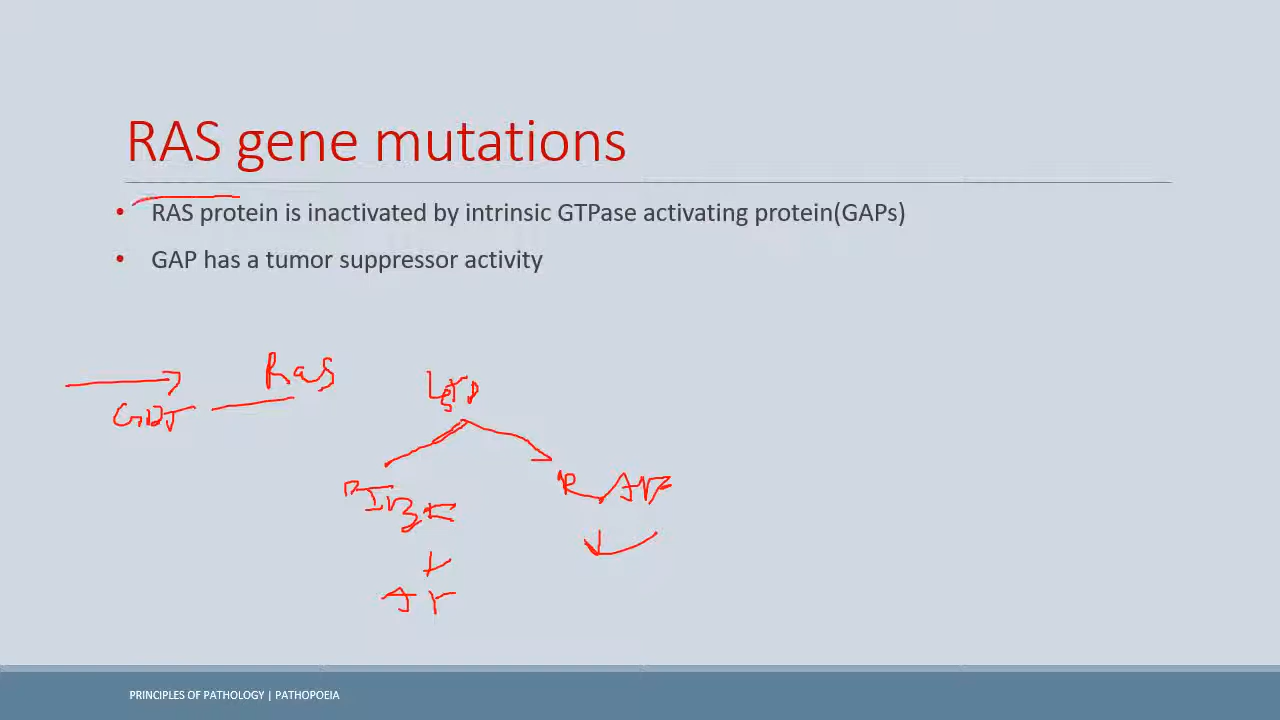 RAS gene mutations
• RAS protein is inactivated by intrinsic GTPase activating protein(GAPs)
• GAP has a tumor suppressor activity
Ras
RAF
PRINCIPLES OF PATHOLOGY | PATHOPOEIA